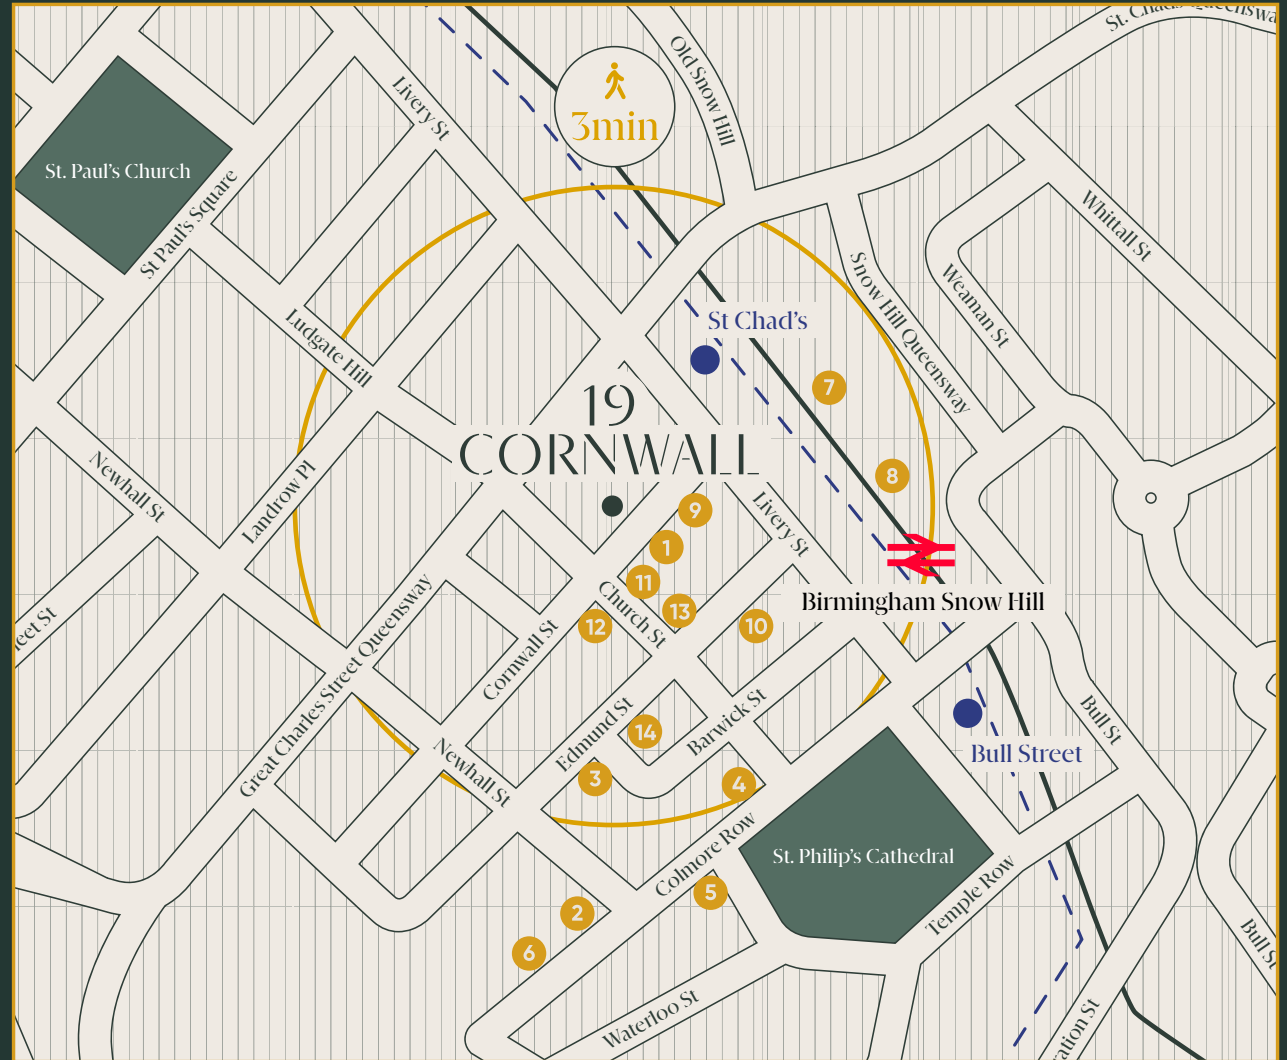 St. Chad's Queensway
Old Snow Hill
3min
Livery St
St. Paul's Church
St Paul's Square
Whittall St
Snow Hill Queensway
Weaman St
St Chad's
Ludgate Hill
7
19
CORNWALL
8
Newhall St
Landrow Pl
9
Livery St
1
11
Church St
13
12
10
Birmingham Snow Hill
Great Charles Street Queensway
Cornwall St
Edmund St
14
Barwick St
Bull St
Bull Street
Newhall St
3
4
Colmore Row
St. Philip's Cathedral
5
Temple Row
2
6
Bull St
Waterloo St